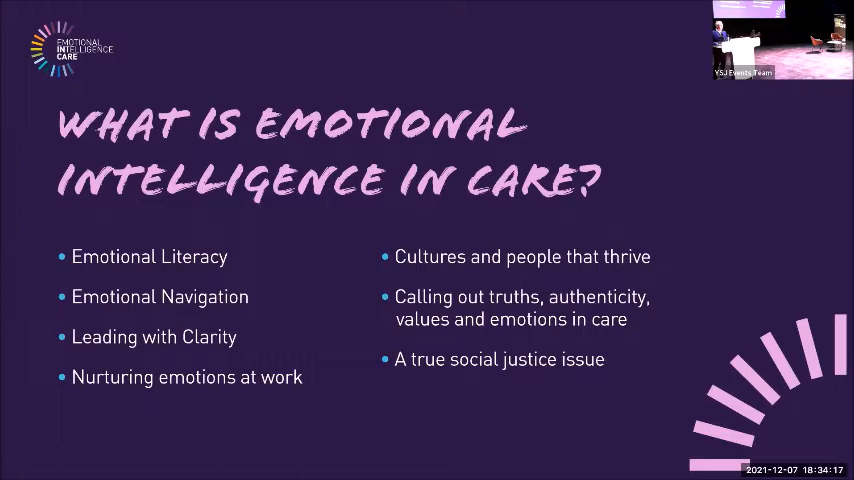 EMOTIONAL
INTELLIGENCE
CARE
YSJ Events Team
WHAT IS EMOTIONAL
INTELLIGENCE IN CARE?
• Emotional Literacy
• Emotional Navigation
• Leading with Clarity
• Nurturing emotions at work
• Cultures and people that thrive
• Calling out truths, authenticity,
values and emotions in care
• A true social justice issue
2021-12-07 18:34:17